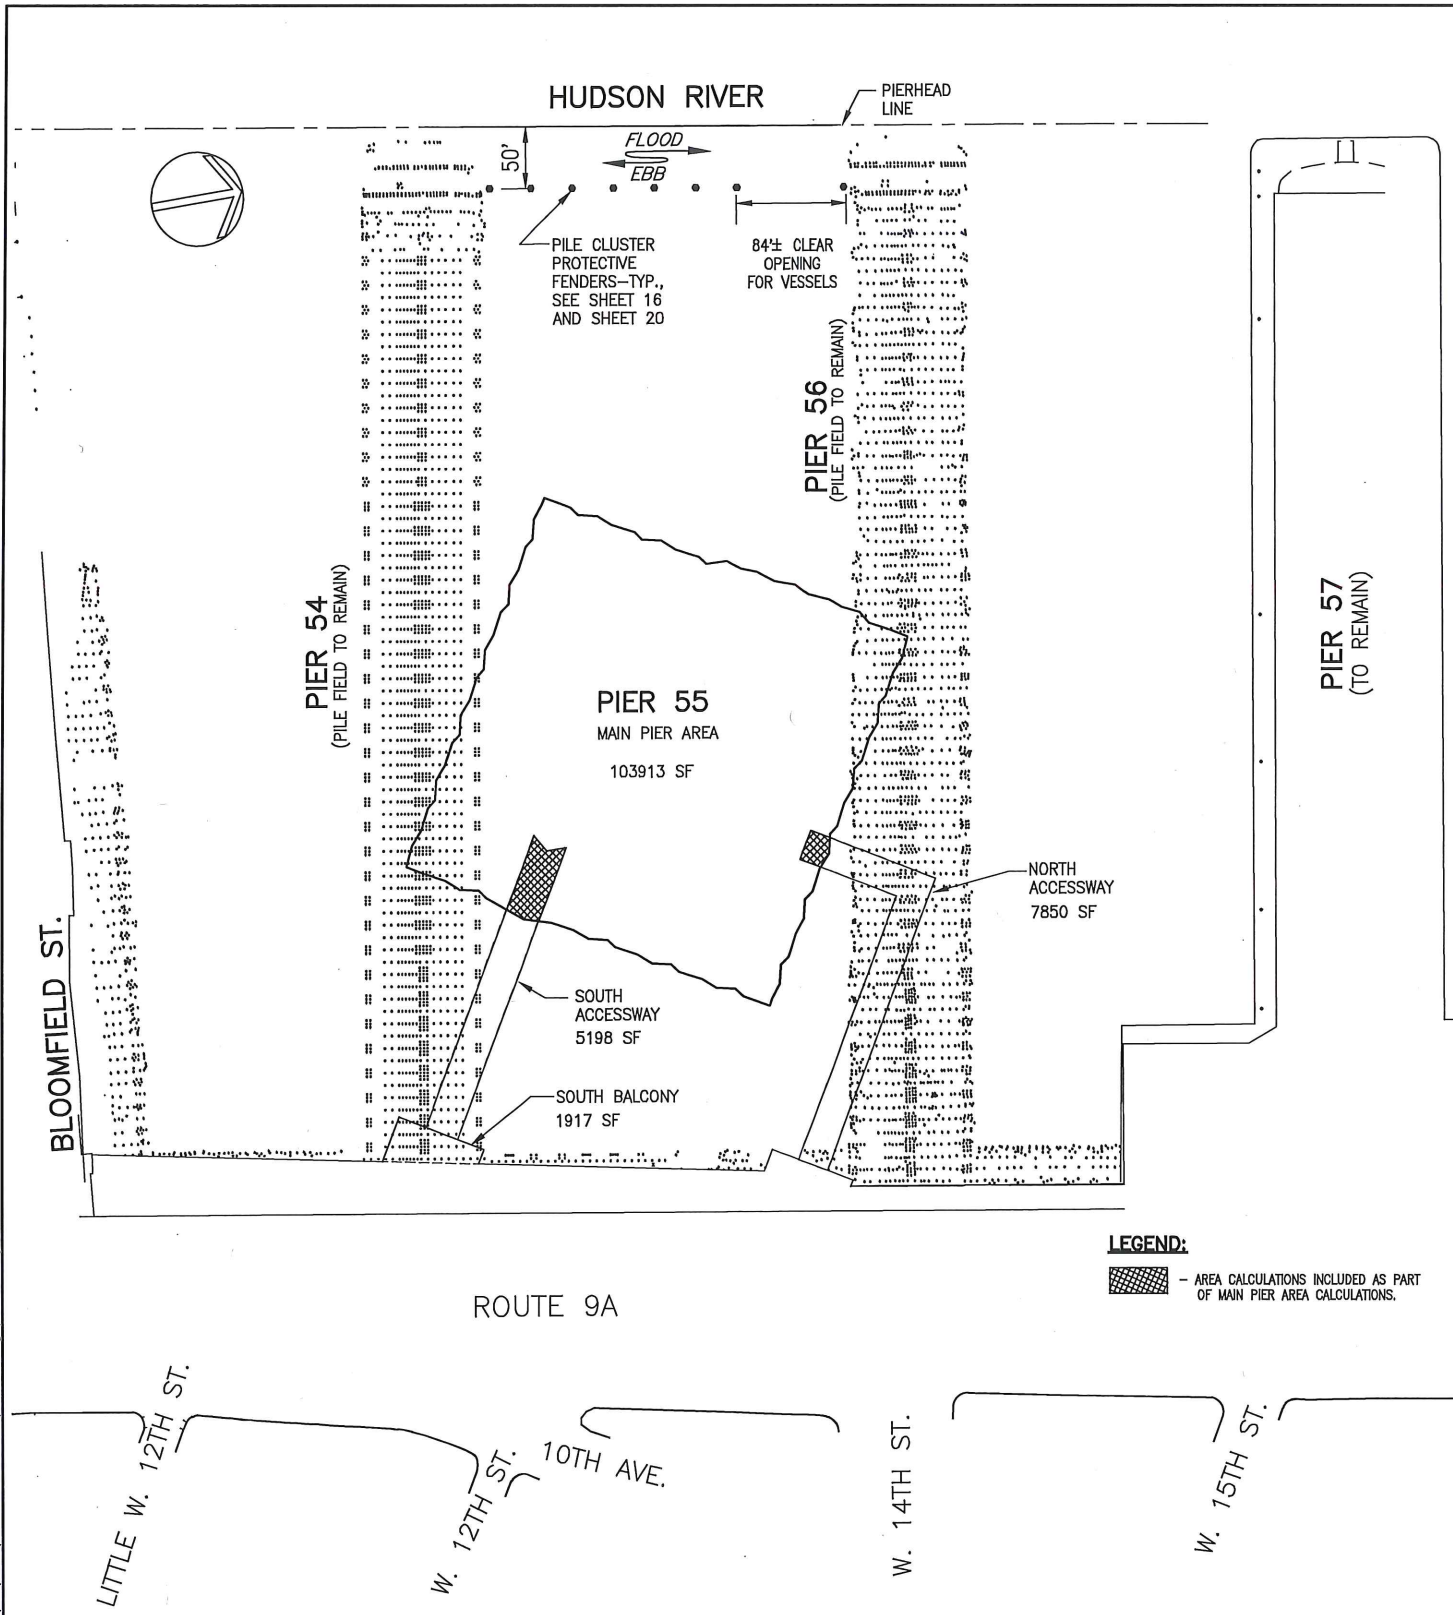 HUDSON RIVER
PIERHEAD
LINE
50'
FLOOD
EBB
PILE CLUSTER
PROTECTIVE
FENDERS-TYP.,
SEE SHEET 16
AND SHEET 20
84'± CLEAR
OPENING
FOR VESSELS
PIER 54
(PILE FIELD TO REMAIN)
PIER 56
(PILE FIELD TO REMAIN)
PIER 57
(TO REMAIN)
PIER 55
MAIN PIER AREA
103913 SF
NORTH
ACCESSWAY
7850 SF
SOUTH
ACCESSWAY
5198 SF
SOUTH BALCONY
1917 SF
BLOOMFIELD ST.
LEGEND:
- AREA CALCULATIONS INCLUDED AS PART
OF MAIN PIER AREA CALCULATIONS.
ROUTE 9A
LITTLE W. 12TH ST.
W. 12TH ST.
10TH AVE.
W. 14TH ST.
W. 15TH ST.